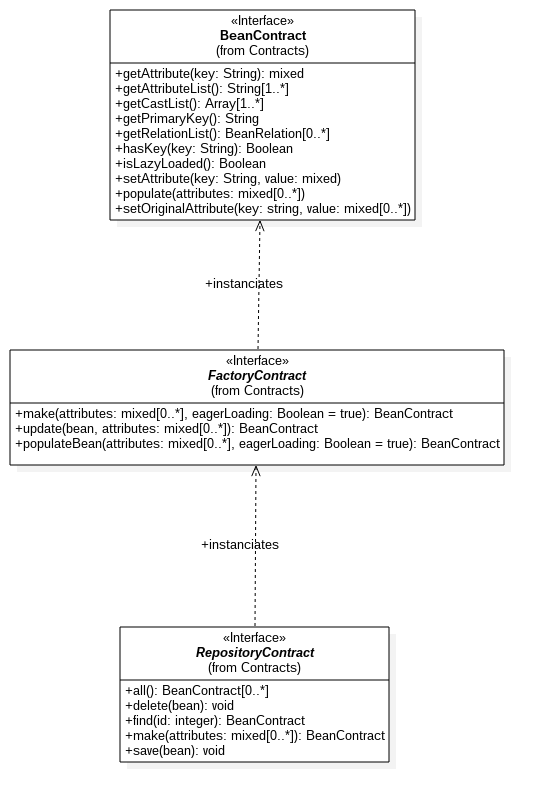 «Interface»
BeanContract
(from Contracts)
+getAttribute(key: String): mixed
+getAttributeList(): String[1..*]
+getCastList(): Array[1..*]
+getPrimaryKey(): String
+getRelationList(): BeanRelation[0..*]
+hasKey(key: String): Boolean
+isLazyLoaded(): Boolean
+setAttribute(key: String, value: mixed)
+populate(attributes: mixed[0..*])
+setOriginalAttribute(key: string, value: mixed[0..*])
+instanciates
«Interface»
FactoryContract
(from Contracts)
+make(attributes: mixed[0..*], eagerLoading: Boolean = true): BeanContract
+update(bean, attributes: mixed[0..*]): BeanContract
+populateBean(attributes: mixed[0..*], eagerLoading: Boolean = true): BeanContract
+instanciates
«Interface»
RepositoryContract
(from Contracts)
+all(): BeanContract[0..*]
+delete(bean): void
+find(id: integer): BeanContract
+make(attributes: mixed[0..*]): BeanContract
+save(bean): void